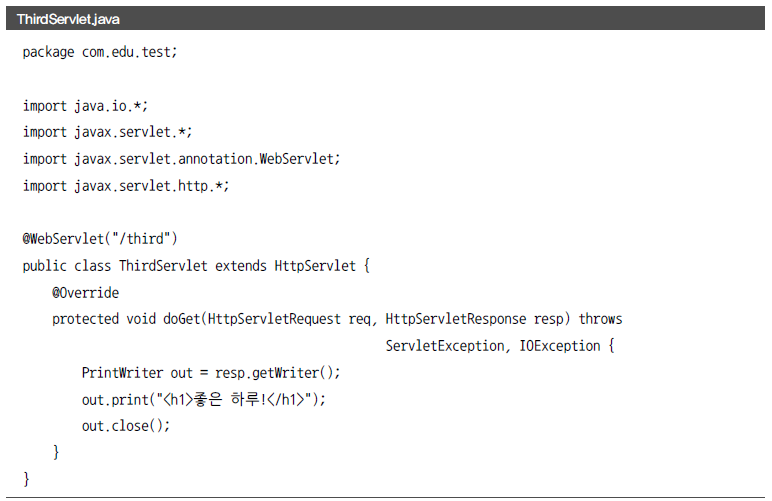 ThirdServlet.java
package com.edu.test;
import java.io.*;
import javax.servlet.*;
import javax.servlet.annotation.WebServlet;
import javax.servlet.http.*;
@WebServlet("/third")
public class ThirdServlet extends HttpServlet {
@Override
protected void doGet(HttpServletRequest req, HttpServletResponse resp) throws
ServletException, IOException {
PrintWriter out = resp.getWriter();
out.print("<h1>좋은 하루!</h1>");
out.close();
}
}